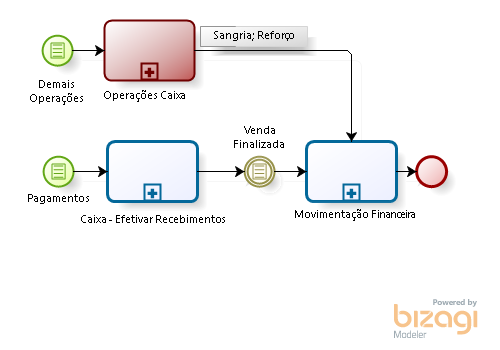 Sangria; Reforço
Demais
Operações
Operações Caixa
Venda
Finalizada
Pagamentos
Caixa - Efetivar Recebimentos
Movimentação Financeira
Powered by
bizagi
Modeler